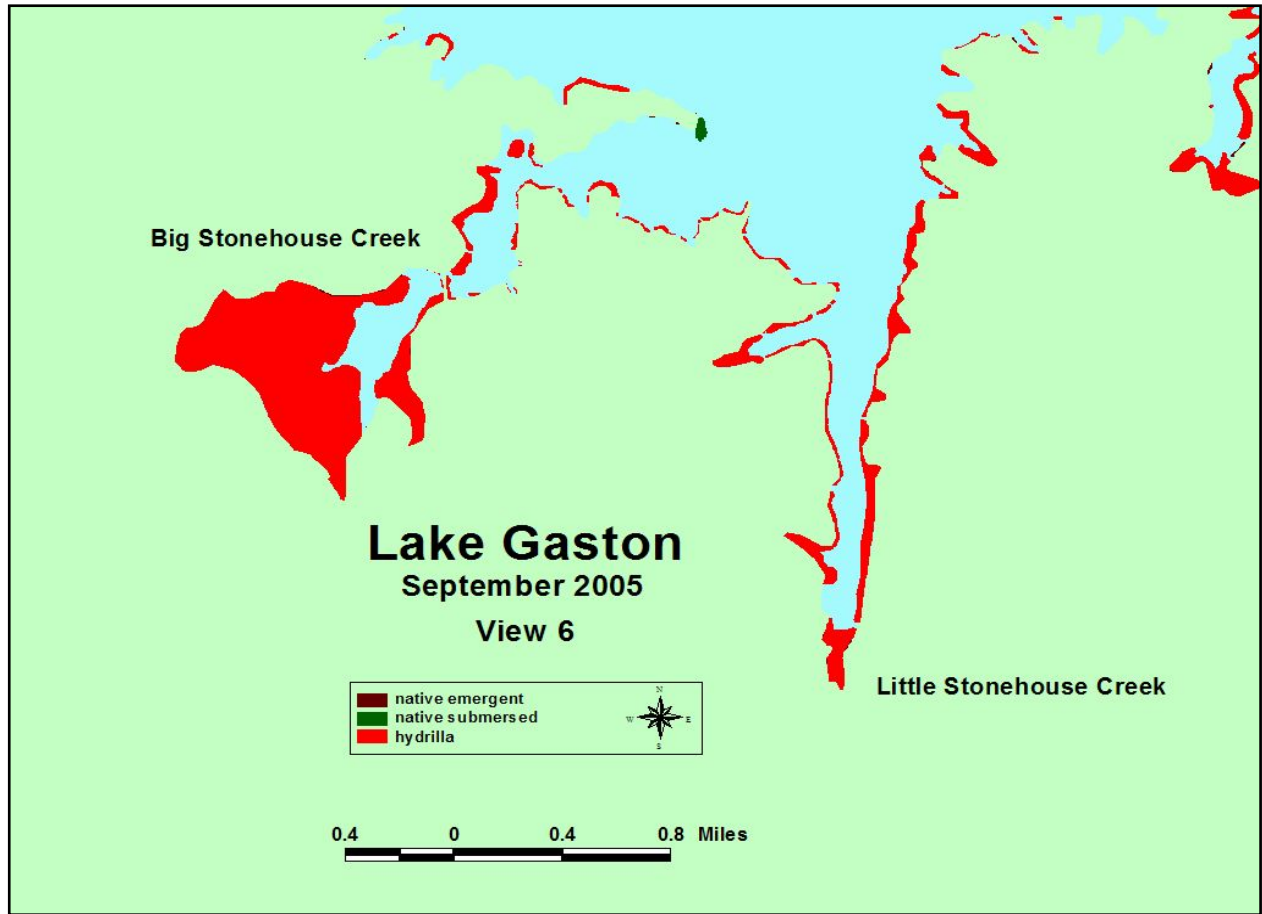 Big Stonehouse Creek
Lake Gaston
September 2005
View 6
Little Stonehouse Creek
native emergent
native submersed
hydrilla
N
W E
S
0.4 0 0.4 0.8 Miles